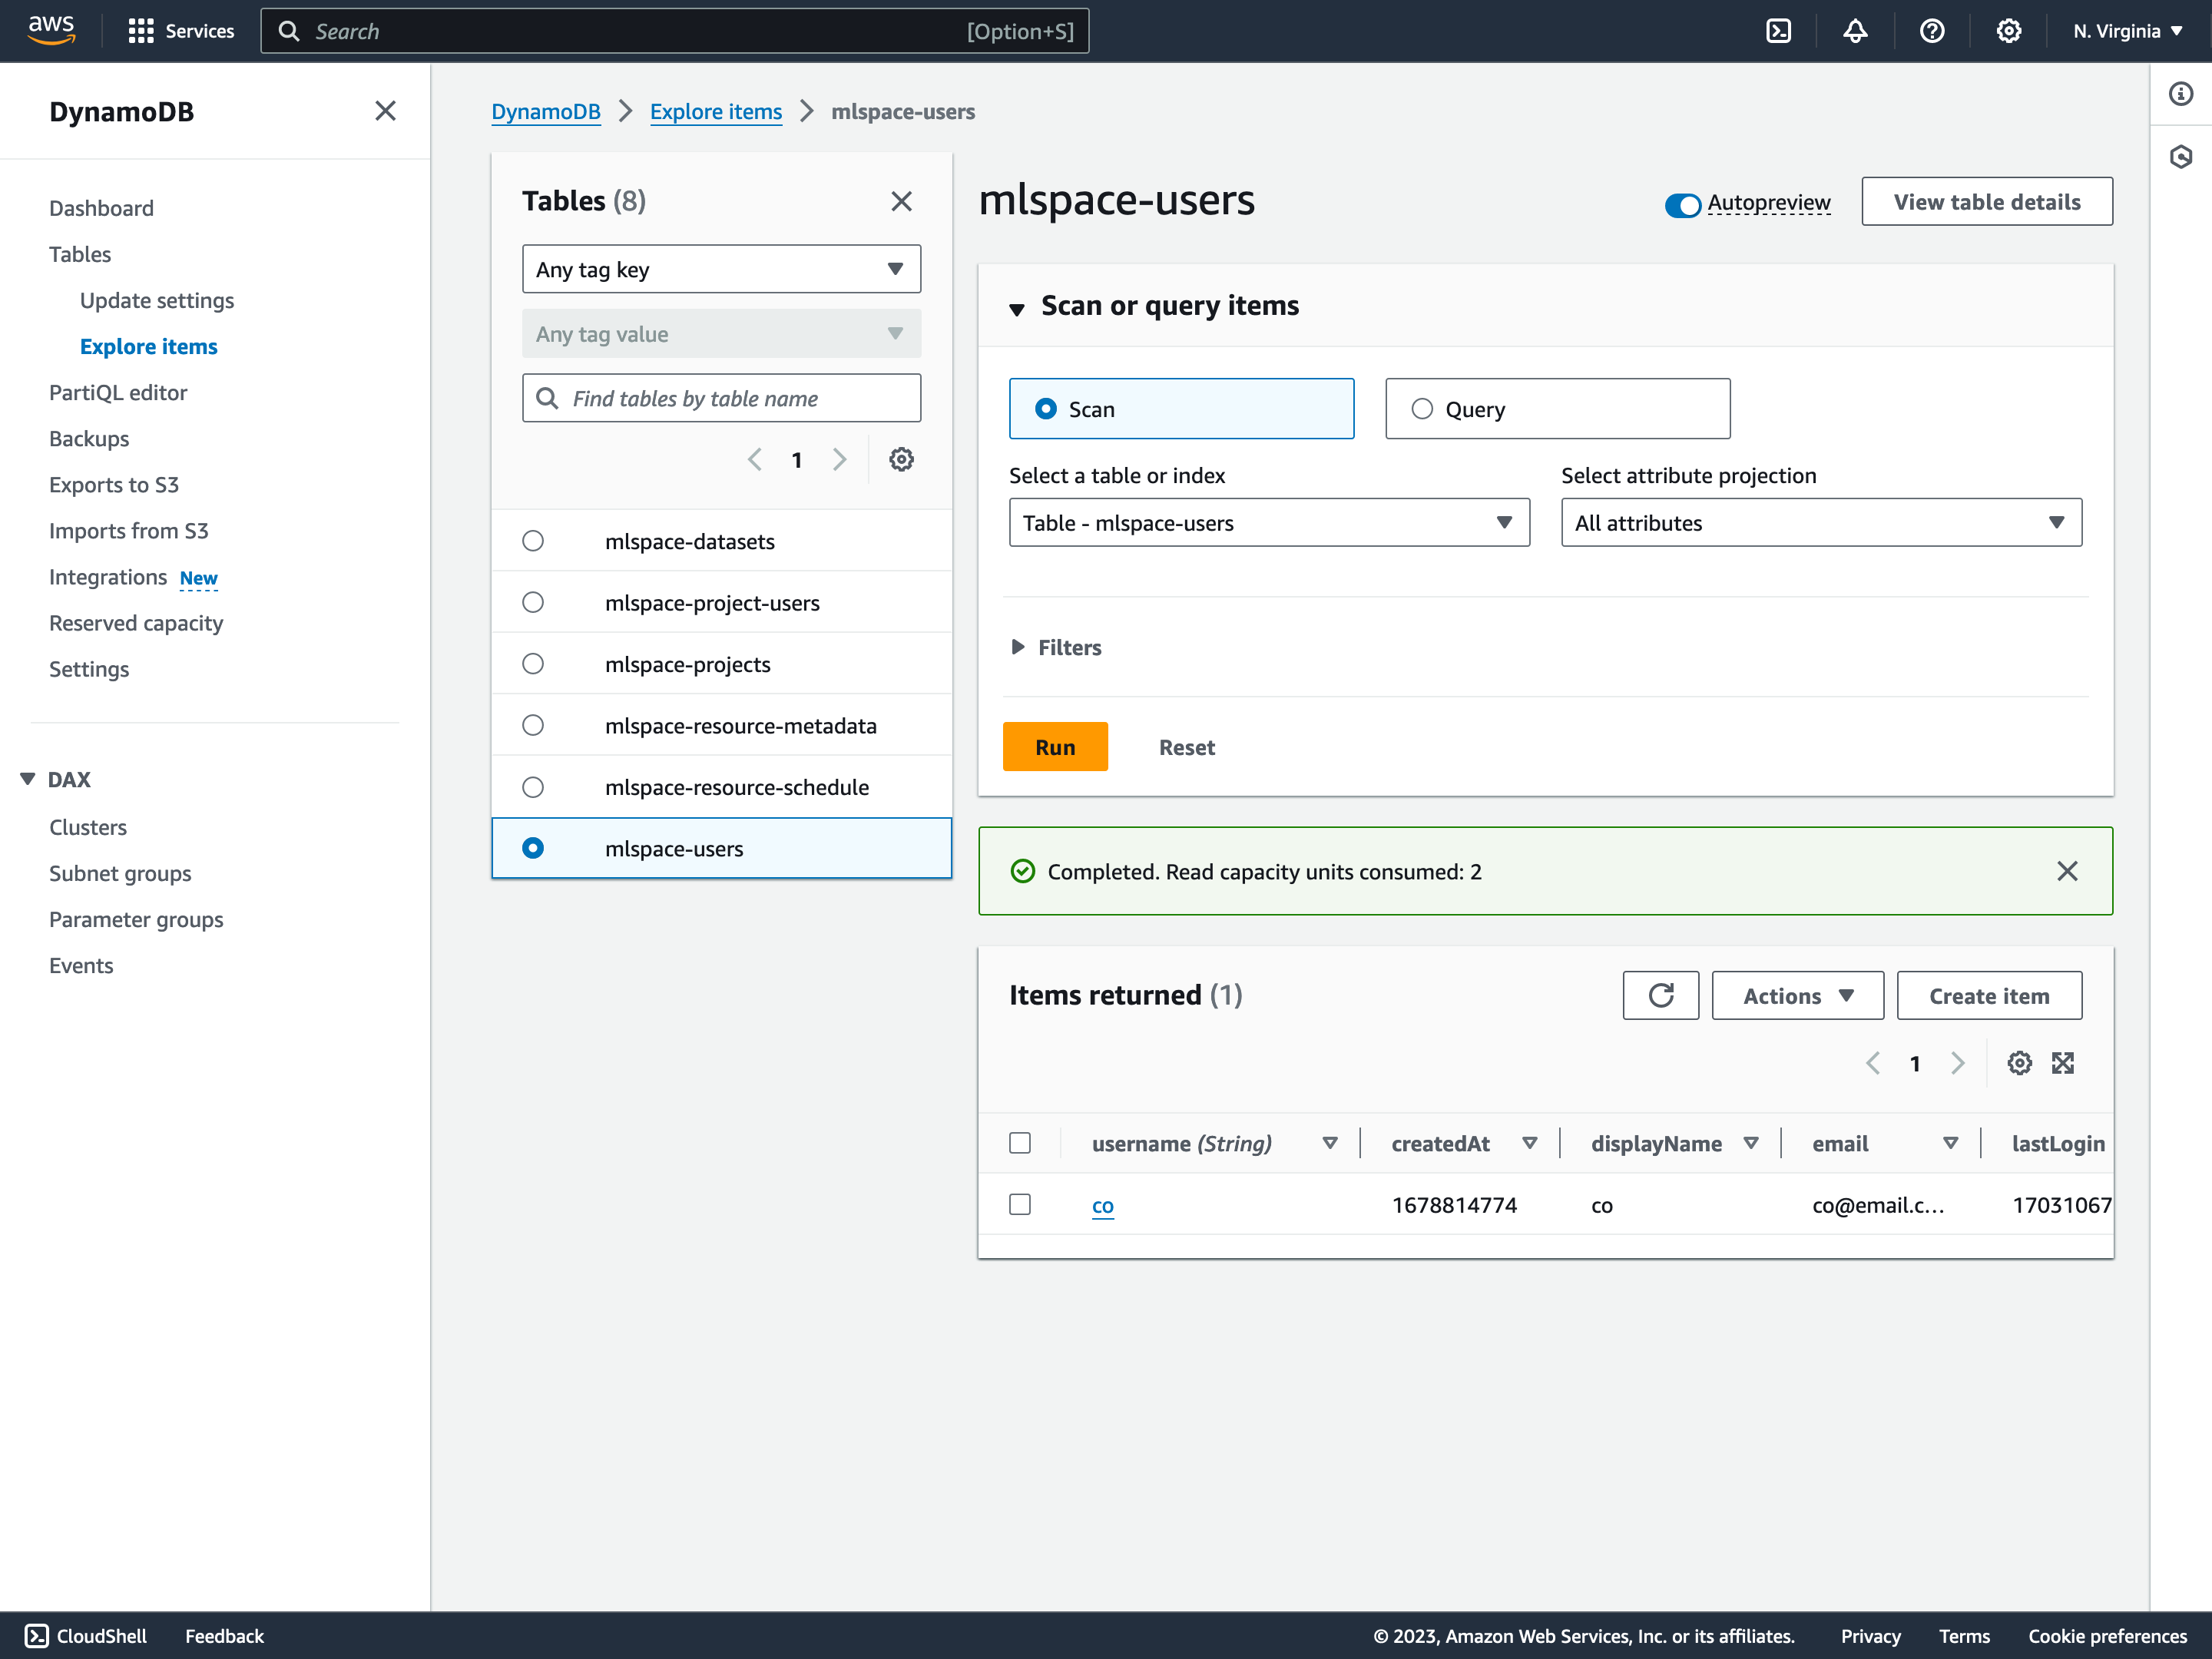 aws
Services
Search
[Option+S]
N. Virginia
DynamoDB
Dashboard
Tables
Update settings
Explore items
PartiQL editor
Backups
Exports to S3
Imports from S3
Integrations New
Reserved capacity
Settings
DAX
Clusters
Subnet groups
Parameter groups
Events
DynamoDB
Explore items
mlspace-users
Tables (8)
Any tag key
Any tag value
Find tables by table name
1
mlspace-datasets
mlspace-project-users
mlspace-projects
mlspace-resource-metadata
mlspace-resource-schedule
mlspace-users
mlspace-users
Autopreview
View table details
Scan or query items
Scan
Query
Select a table or index
Select attribute projection
Table - mlspace-users
All attributes
Filters
Run
Reset
Completed. Read capacity units consumed: 2
Items returned (1)
Actions
Create item
1
username (String)
createdAt
displayName
email
lastLogin
co
1678814774
co
co@email.c...
17031067
CloudShell
Feedback
© 2023, Amazon Web Services, Inc. or its affiliates.
Privacy
Terms
Cookie preferences